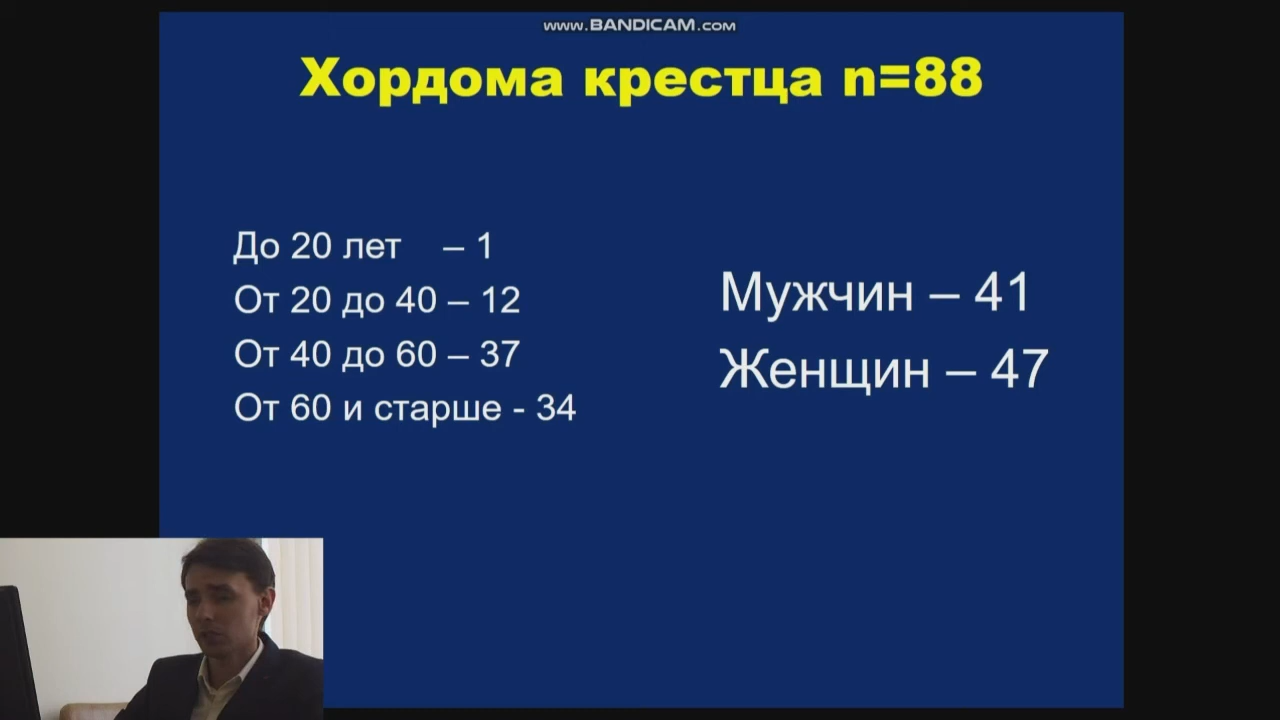 www.BANDICAM.com
Хордома крестца n=88
До 20 лет – 1
От 20 до 40 – 12
От 40 до 60 – 37
От 60 и старше - 34
Мужчин – 41
Женщин – 47